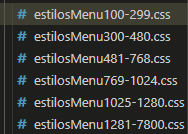 # estilosMenu100-299.css
# estilosMenu300-480.css
# estilosMenu481-768.css
# estilosMenu769-1024.css
# estilosMenu1025-1280.css
# estilosMenu1281-7800.css